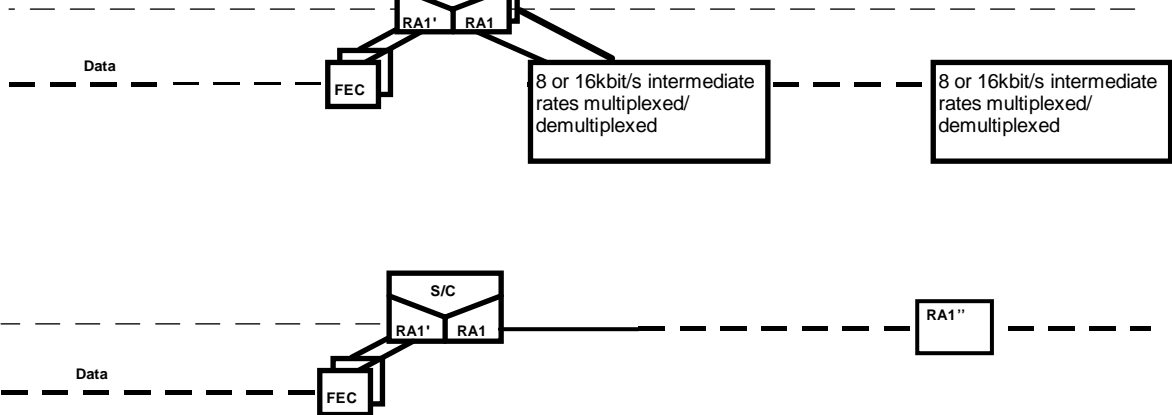 RA1' RA1
Data
FEC
8 or 16kbit/s intermediate
rates multiplexed/
demultiplexed
8 or 16kbit/s intermediate
rates multiplexed/
demultiplexed
S/C
RA1' RA1
RA1”
Data
FEC